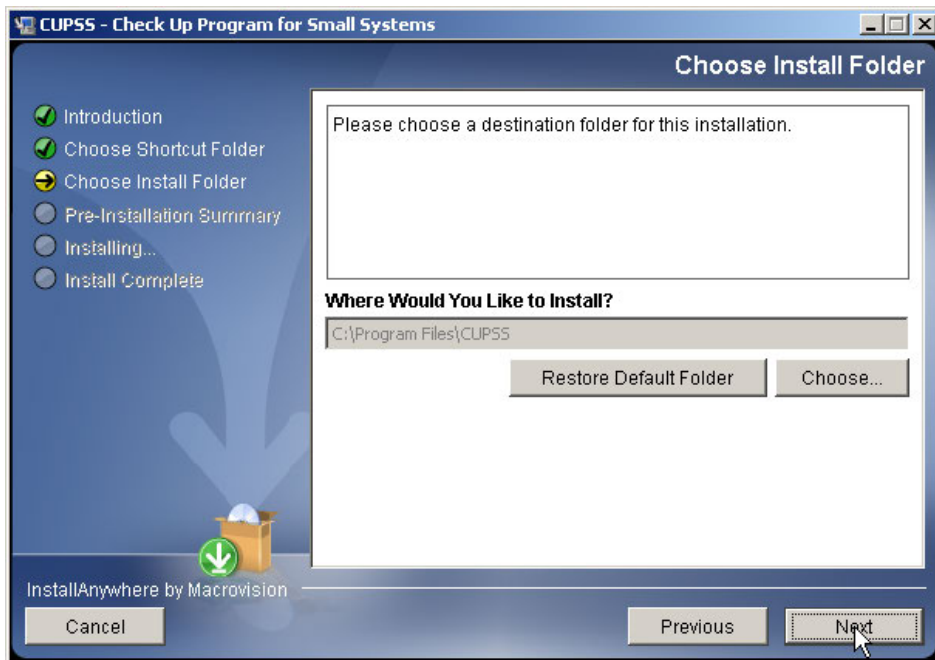 CUPSS - Check Up Program for Small Systems
Choose Install Folder
Introduction
Choose Shortcut Folder
Choose Install Folder
Pre-Installation Summary
Installing...
Install Complete
Please choose a destination folder for this installation.
Where Would You Like to Install?
C:\Program Files\CUPSS
Restore Default Folder
Choose...
InstallAnywhere by Macrovision
Cancel
Previous
Next